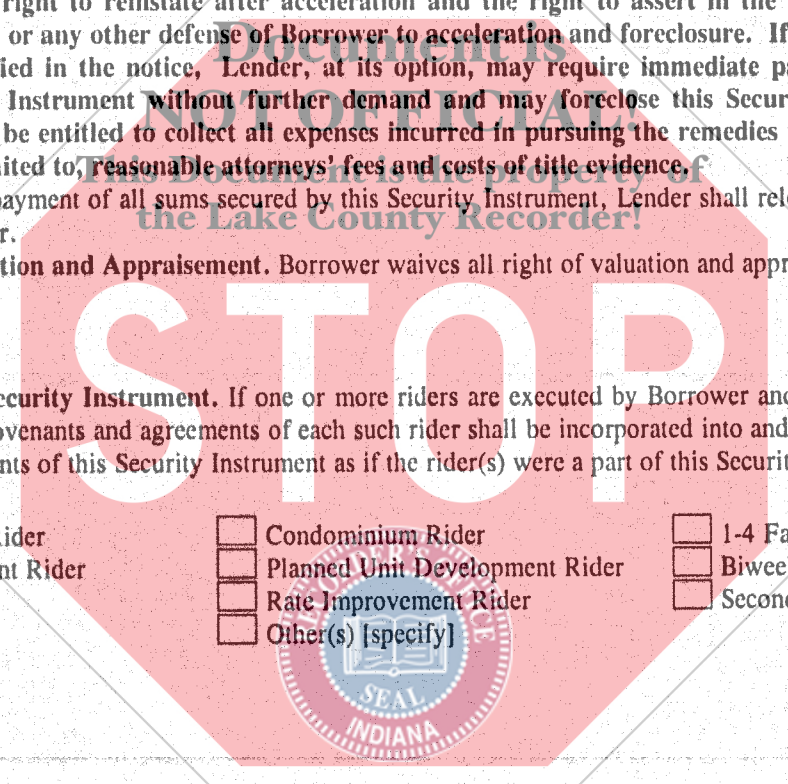 right to reinstate after acceleration and the right to assert in the
or any other defense of Borrower to acceleration and foreclosure. If
Document is
ied in the notice, Lender, at its option, may require immediate pa
Instrument without further demand and may foreclose this Secur
NOT OFFICIAL!
be entitled to collect all expenses incurred in pursuing the remedies
ited to, reasonable attorneys' fees and costs of title evidence.
This Document is the property of
ayment of all sums secured by this Security Instrument, Lender shall rele
the Lake County Recorder!
r.
tion and Appraisement. Borrower waives all right of valuation and appr
STOP
ecurity Instrument. If one or more riders are executed by Borrower and
ovenants and agreements of each such rider shall be incorporated into and
nts of this Security Instrument as if the rider(s) were a part of this Securit
ider Condominium Rider 1-4 Fa
nt Rider Planned Unit Development Rider Biwee
Rate Improvement Rider Second
Other(s) [specify]
RECORDER'S OFFICE
SEAL
INDIANA